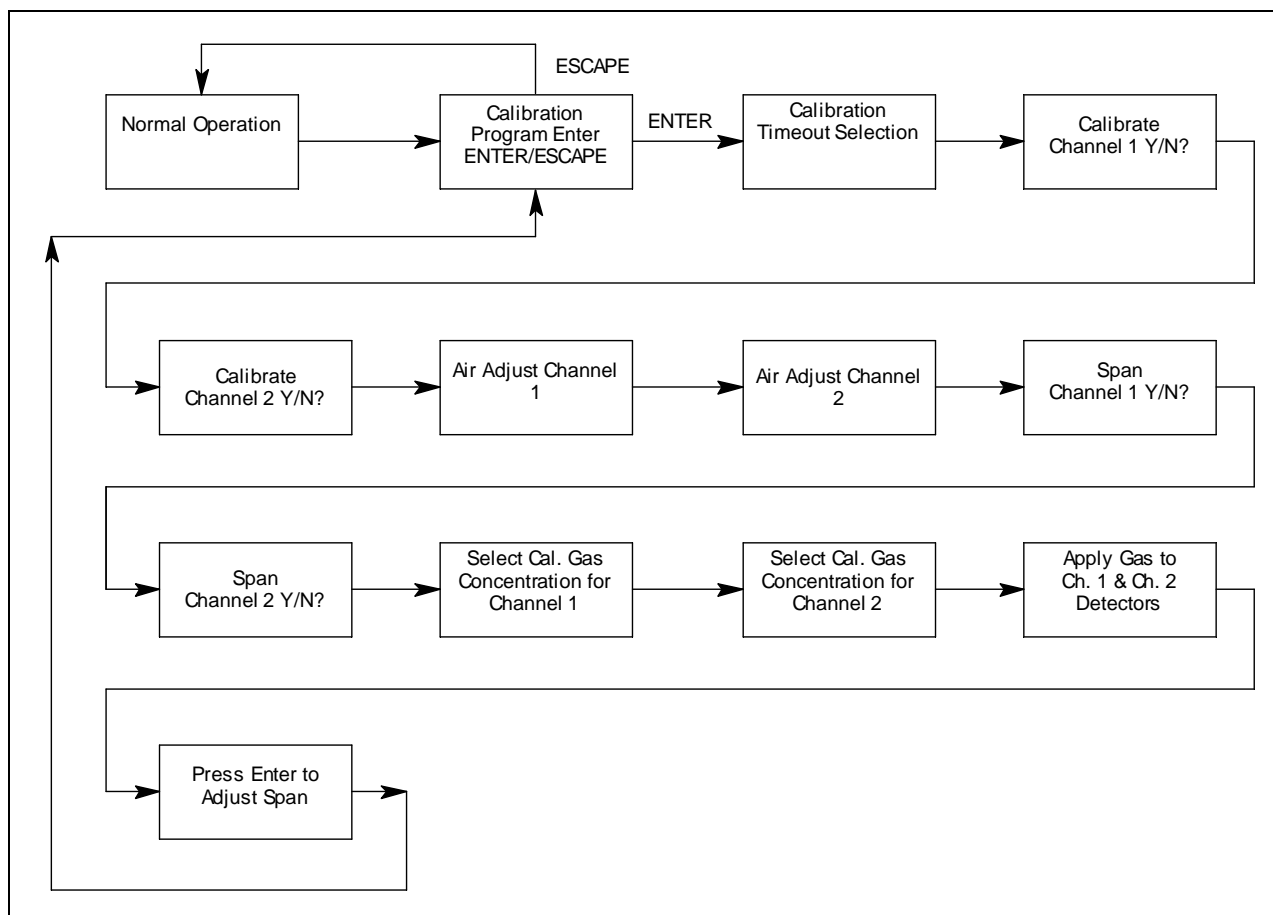 ESCAPE
Normal Operation
Calibration
Program Enter
ENTER/ESCAPE
ENTER
Calibration
Timeout Selection
Calibrate
Channel 1 Y/N?
Calibrate
Channel 2 Y/N?
Air Adjust Channel
1
Air Adjust Channel
2
Span
Channel 1 Y/N?
Span
Channel 2 Y/N?
Select Cal. Gas
Concentration for
Channel 1
Select Cal. Gas
Concentration for
Channel 2
Apply Gas to
Ch. 1 & Ch. 2
Detectors
Press Enter to
Adjust Span